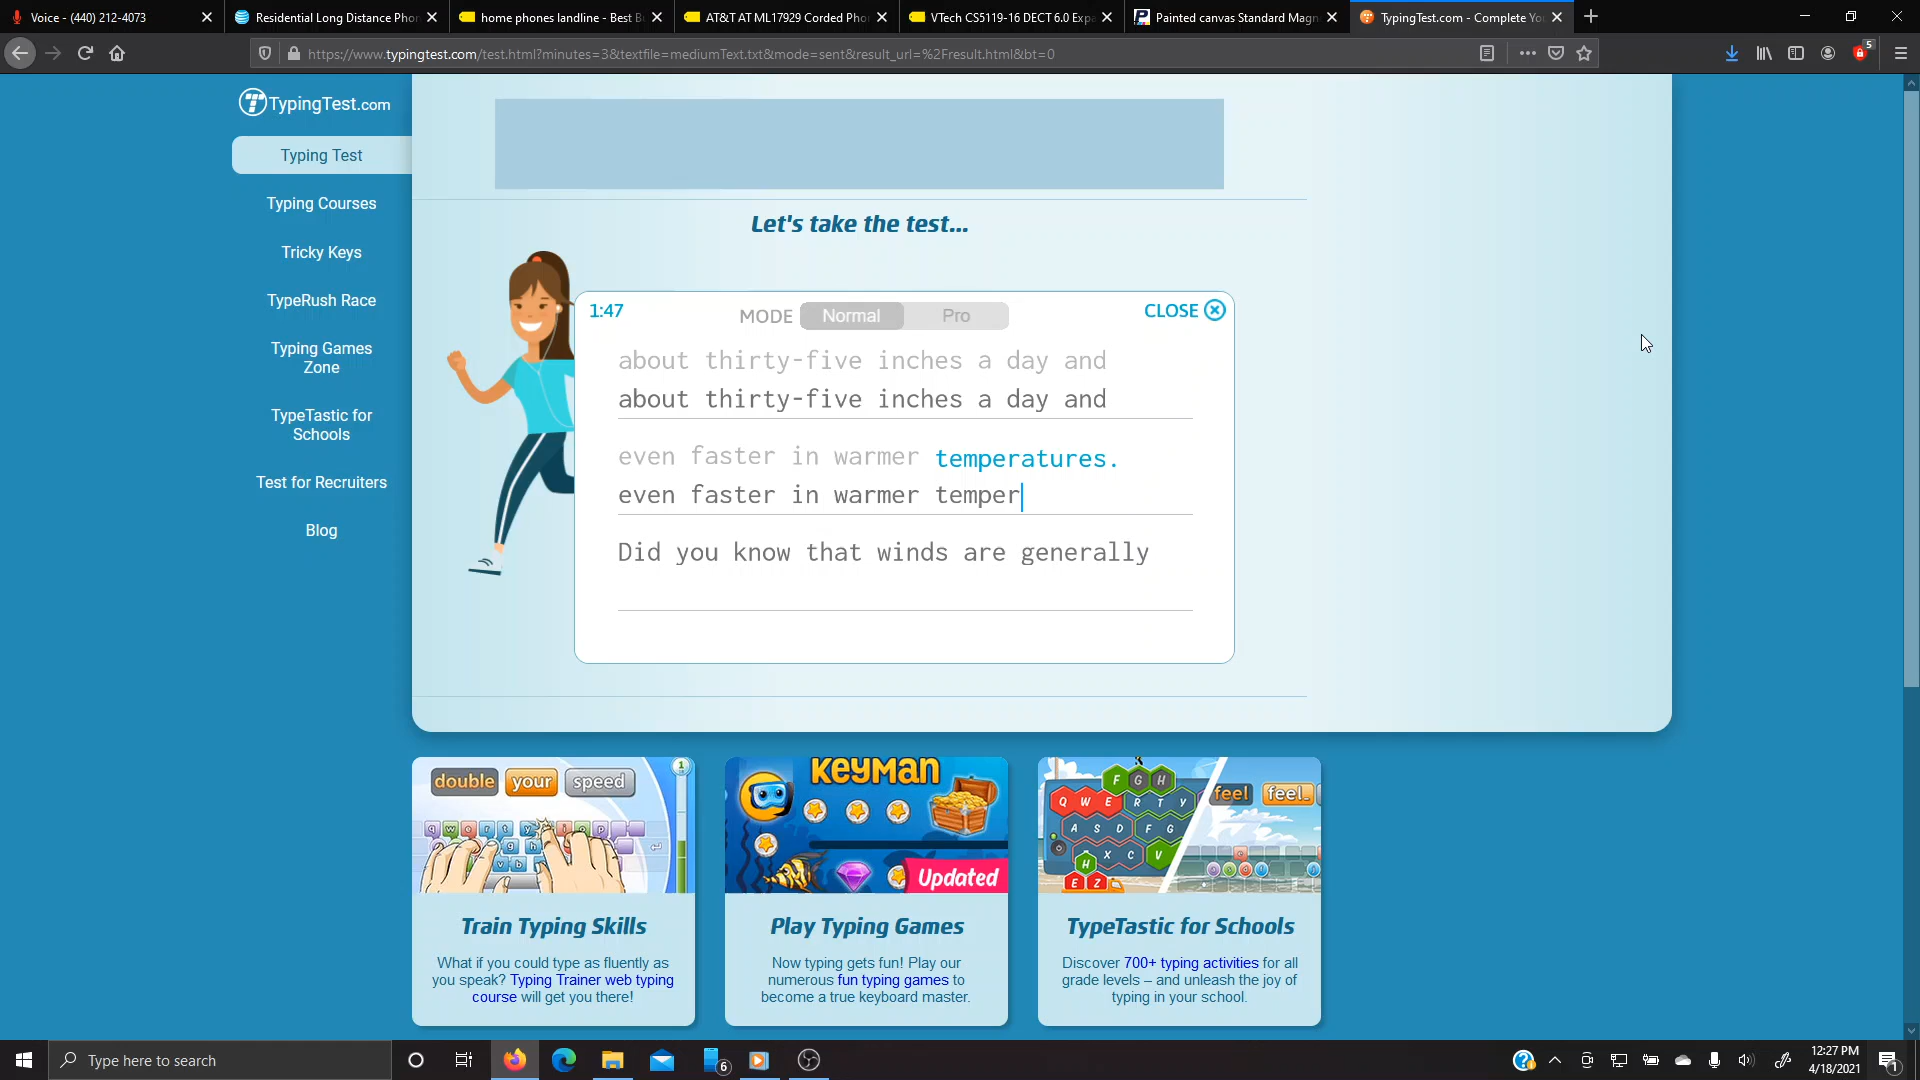 Voice - (440) 212-4073
Residential Long Distance Phon
home phones landline - Best Bu
AT&T AT ML17929 Corded Pho
VTech CS5119-16 DECT 6.0 Expa
Painted canvas Standard Magn
TypingTest.com - Complete Yo
https://www.typingtest.com/test.html?minutes=3&textfile=mediumText.txt&mode=sent&result_url=%2Fresult.html&bt=0
5
TypingTest.com
Typing Test
Typing Courses
Tricky Keys
TypeRush Race
Typing Games
Zone
TypeTastic for
Schools
Test for Recruiters
Blog
Let's take the test...
1:47
MODE Normal Pro
CLOSE
about thirty-five inches a day and
about thirty-five inches a day and
even faster in warmer temperatures.
even faster in warmer temper
Did you know that winds are generally
double your speed
1
KeyMan
Updated
F G H
Q W E R T Y
A S D F G
X C V
H
E Z
feel feel_
Train Typing Skills
What if you could type as fluently as
you speak? Typing Trainer web typing
course will get you there!
Play Typing Games
Now typing gets fun! Play our
numerous fun typing games to
become a true keyboard master.
TypeTastic for Schools
Discover 700+ typing activities for all
grade levels – and unleash the joy of
typing in your school.
Type here to search
6
12:27 PM
4/18/2021
1